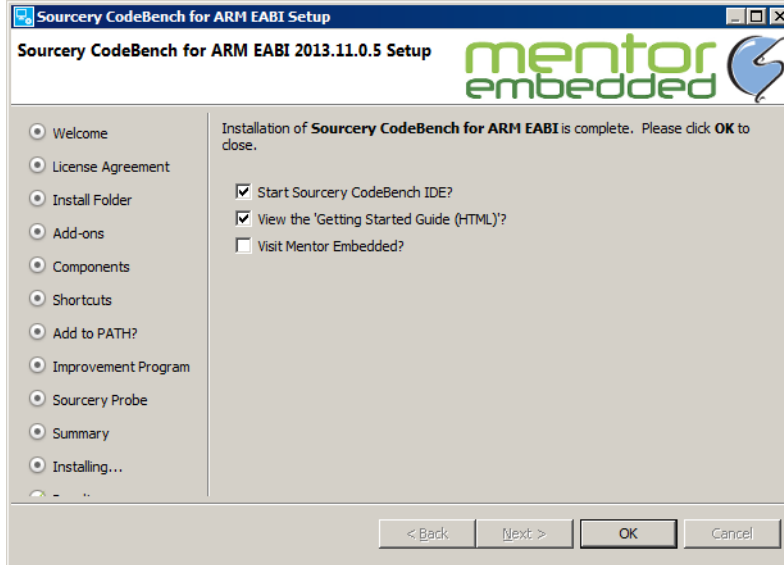 Sourcery CodeBench for ARM EABI Setup
Sourcery CodeBench for ARM EABI 2013.11.0.5 Setup
mentor
embedded
Welcome
License Agreement
Install Folder
Add-ons
Components
Shortcuts
Add to PATH?
Improvement Program
Sourcery Probe
Summary
Installing...
Installation of Sourcery CodeBench for ARM EABI is complete. Please click OK to
close.
Start Sourcery CodeBench IDE?
View the 'Getting Started Guide (HTML)'?
Visit Mentor Embedded?
< Back
Next >
OK
Cancel